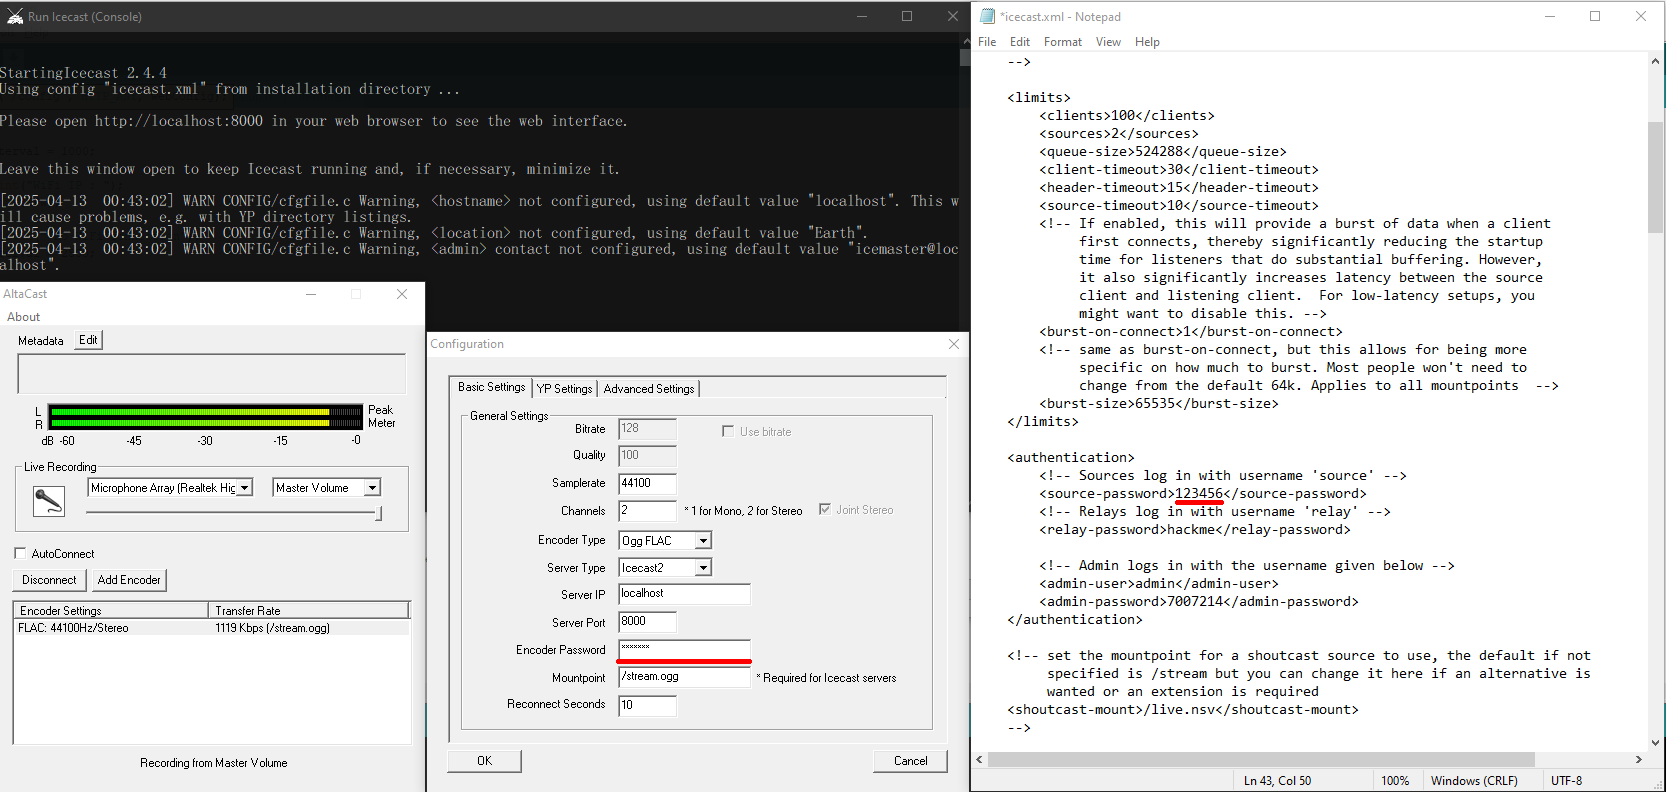 Run Icecast (Console)
StartingIcecast 2.4.4
Using config "icecast.xml" from installation directory ...
Please open http://localhost:8000 in your web browser to see the web interface.
Leave this window open to keep Icecast running and, if necessary, minimize it.
[2025-04-13  00:43:02] WARN CONFIG/cfgfile.c Warning, <hostname> not configured, using default value "localhost". This w
ill cause problems, e.g. with YP directory listings.
[2025-04-13  00:43:02] WARN CONFIG/cfgfile.c Warning, <location> not configured, using default value "Earth".
[2025-04-13  00:43:02] WARN CONFIG/cfgfile.c Warning, <admin> contact not configured, using default value "icemaster@loc
alhost".
AltaCast
About
Metadata Edit
L
R
Peak
Meter
dB -60 -45 -30 -15 -0
Live Recording
Microphone Array (Realtek Hig Master Volume
AutoConnect
Disconnect Add Encoder
Encoder Settings Transfer Rate
FLAC: 44100Hz/Stereo 1119 Kbps (/stream.ogg)
Recording from Master Volume
Configuration
Basic Settings YP Settings Advanced Settings
General Settings
Bitrate 128 Use bitrate
Quality 100
Samplerate 44100
Channels 2 * 1 for Mono, 2 for Stereo Joint Stereo
Encoder Type Ogg FLAC
Server Type Icecast2
Server IP localhost
Server Port 8000
Encoder Password *******
Mountpoint /stream.ogg * Required for Icecast servers
Reconnect Seconds 10
OK Cancel
*icecast.xml - Notepad
File Edit Format View Help
-->
<limits>
<clients>100</clients>
<sources>2</sources>
<queue-size>524288</queue-size>
<client-timeout>30</client-timeout>
<header-timeout>15</header-timeout>
<source-timeout>10</source-timeout>
<!-- If enabled, this will provide a burst of data when a client
first connects, thereby significantly reducing the startup
time for listeners that do substantial buffering. However,
it also significantly increases latency between the source
client and listening client.  For low-latency setups, you
might want to disable this. -->
<burst-on-connect>1</burst-on-connect>
<!-- same as burst-on-connect, but this allows for being more
specific on how much to burst. Most people won't need to
change from the default 64k. Applies to all mountpoints  -->
<burst-size>65535</burst-size>
</limits>
<authentication>
<!-- Sources log in with username 'source' -->
<source-password>123456</source-password>
<!-- Relays log in with username 'relay' -->
<relay-password>hackme</relay-password>
<!-- Admin logs in with the username given below -->
<admin-user>admin</admin-user>
<admin-password>7007214</admin-password>
</authentication>
<!-- set the mountpoint for a shoutcast source to use, the default if not
specified is /stream but you can change it here if an alternative is
wanted or an extension is required
<shoutcast-mount>/live.nsv</shoutcast-mount>
-->
Ln 43, Col 50 100% Windows (CRLF) UTF-8